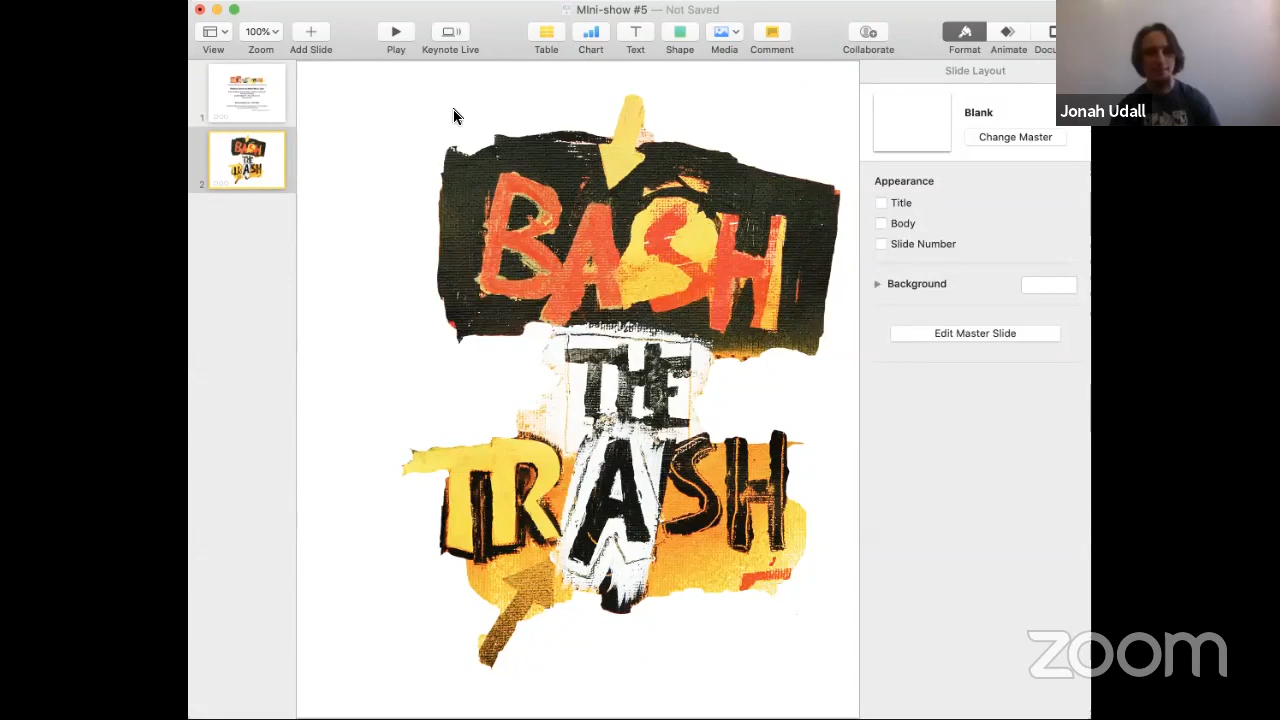 MIni-show #5 — Not Saved
View
100%
Zoom
Add Slide
Play
Keynote Live
Table
Chart
T
Text
Shape
Media
Comment
Collaborate
Format
Animate
Slide Layout
Jonah Udall
Blank
Change Master
Appearance
Title
Body
Slide Number
Background
Edit Master Slide
1
2
BASH
THE
TRASH
zoom